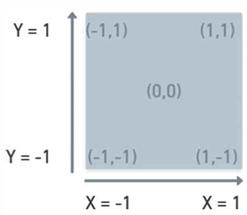 Y = 1 (-1,1) (1,1)
(0,0)
Y = -1 (-1,-1) (1,-1)
X = -1 X = 1